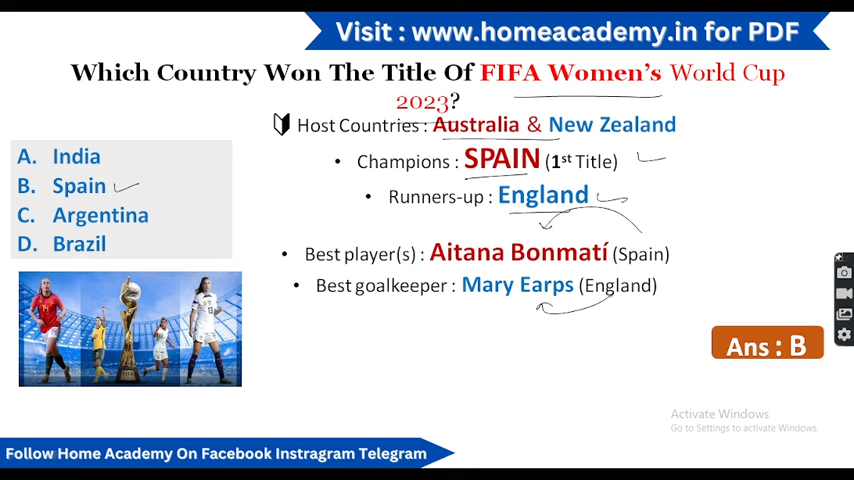 Visit : www.homeacademy.in for PDF
Which Country Won The Title Of FIFA Women's World Cup
2023?
Host Countries : Australia & New Zealand
• Champions : SPAIN (1st Title)
• Runners-up : England
• Best player(s) : Aitana Bonmatí (Spain)
• Best goalkeeper : Mary Earps (England)
A. India
B. Spain
C. Argentina
D. Brazil
Ans : B
Activate Windows
Go to Settings to activate Windows.
Follow Home Academy On Facebook Instragram Telegram